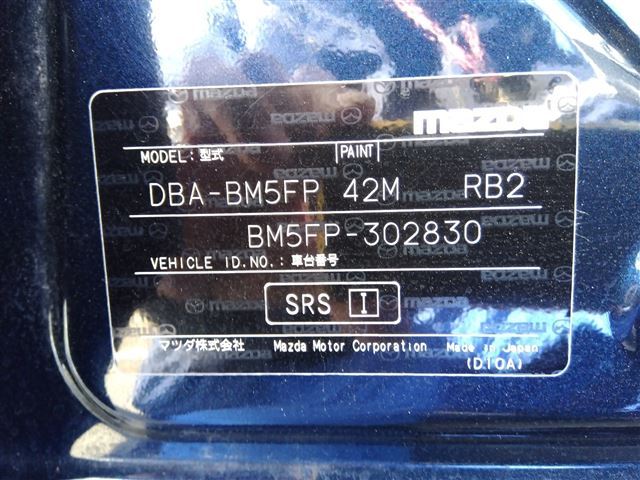 mazda
MODEL: 型式 PAINT
DBA-BM5FP 42M RB2
BM5FP-302830
VEHICLE ID.NO.: 車台番号
SRS I
マツダ株式会社 Mazda Motor Corporation Made in Japan
(D10A)